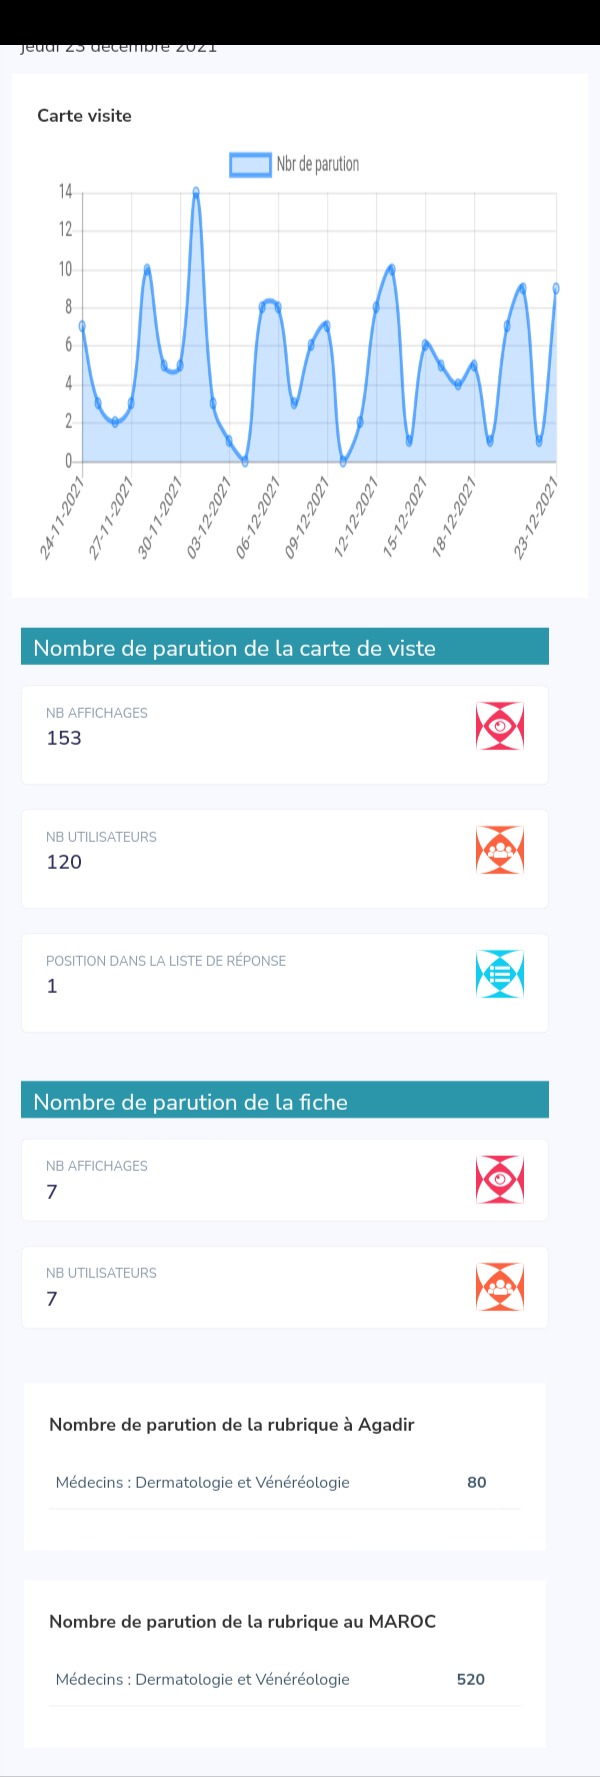 jeudi 23 décembre 2021
Carte visite
Nbr de parution
14
12
10
8
6
4
2
0
24-11-2021
27-11-2021
30-11-2021
03-12-2021
06-12-2021
09-12-2021
12-12-2021
15-12-2021
18-12-2021
23-12-2021
Nombre de parution de la carte de viste
NB AFFICHAGES
153
NB UTILISATEURS
120
POSITION DANS LA LISTE DE RÉPONSE
1
Nombre de parution de la fiche
NB AFFICHAGES
7
NB UTILISATEURS
7
Nombre de parution de la rubrique à Agadir
Médecins : Dermatologie et Vénéréologie 80
Nombre de parution de la rubrique au MAROC
Médecins : Dermatologie et Vénéréologie 520